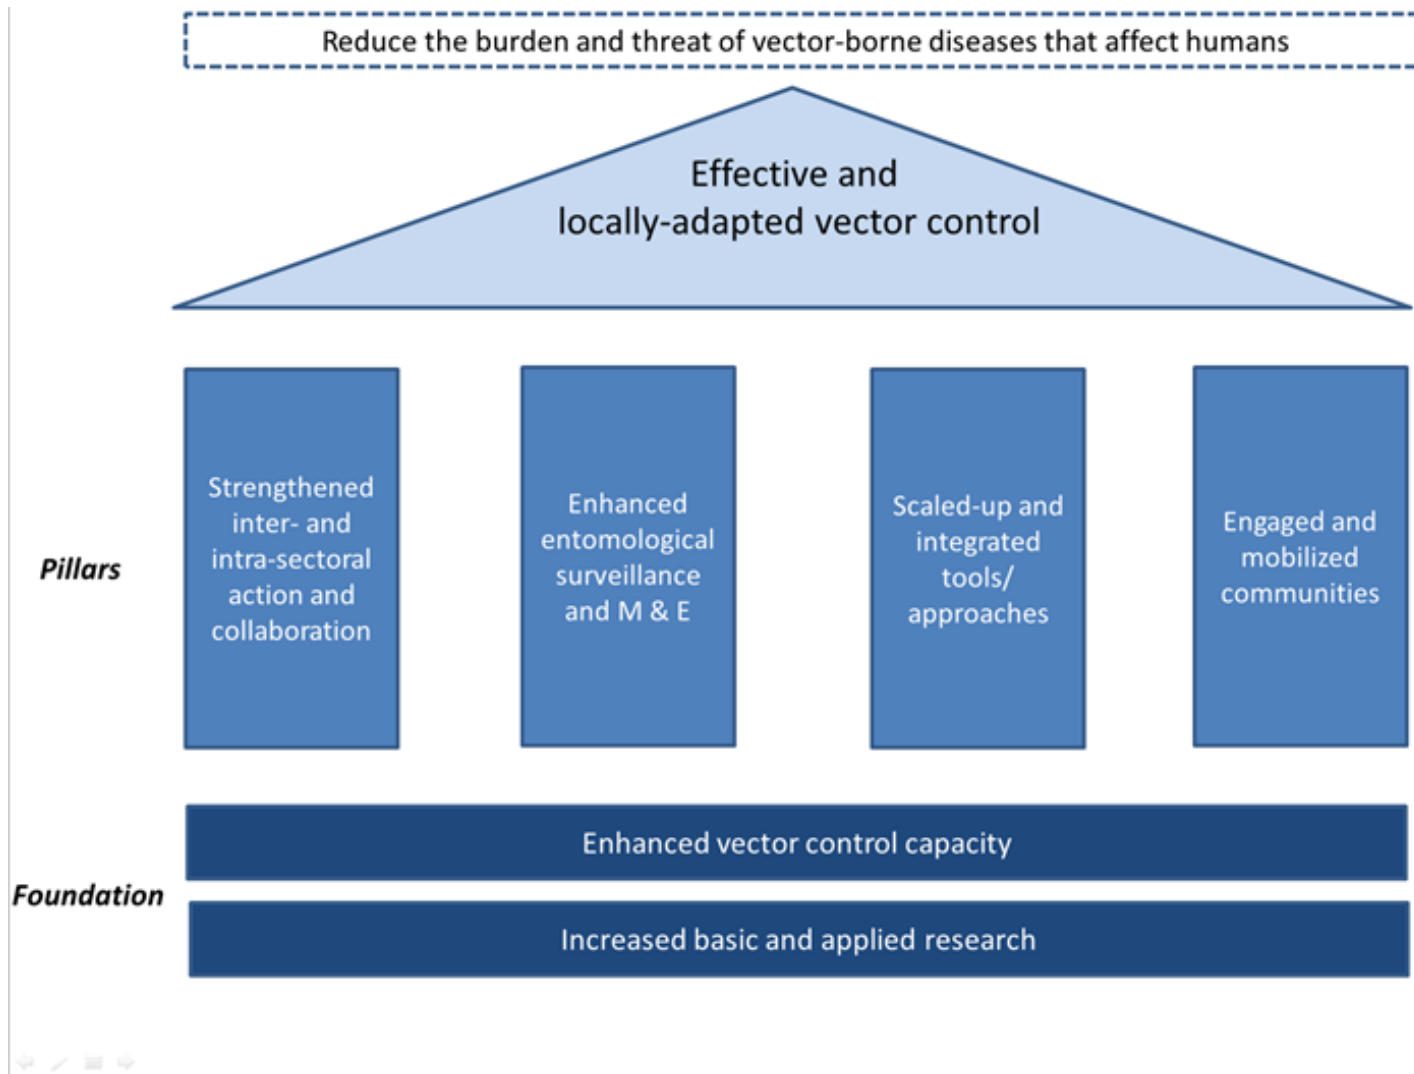 Reduce the burden and threat of vector-borne diseases that affect humans
Effective and
locally-adapted vector control
Pillars
Strengthened
inter- and
intra-sectoral
action and
collaboration
Enhanced
entomological
surveillance
and M & E
Scaled-up and
integrated
tools/
approaches
Engaged and
mobilized
communities
Foundation
Enhanced vector control capacity
Increased basic and applied research